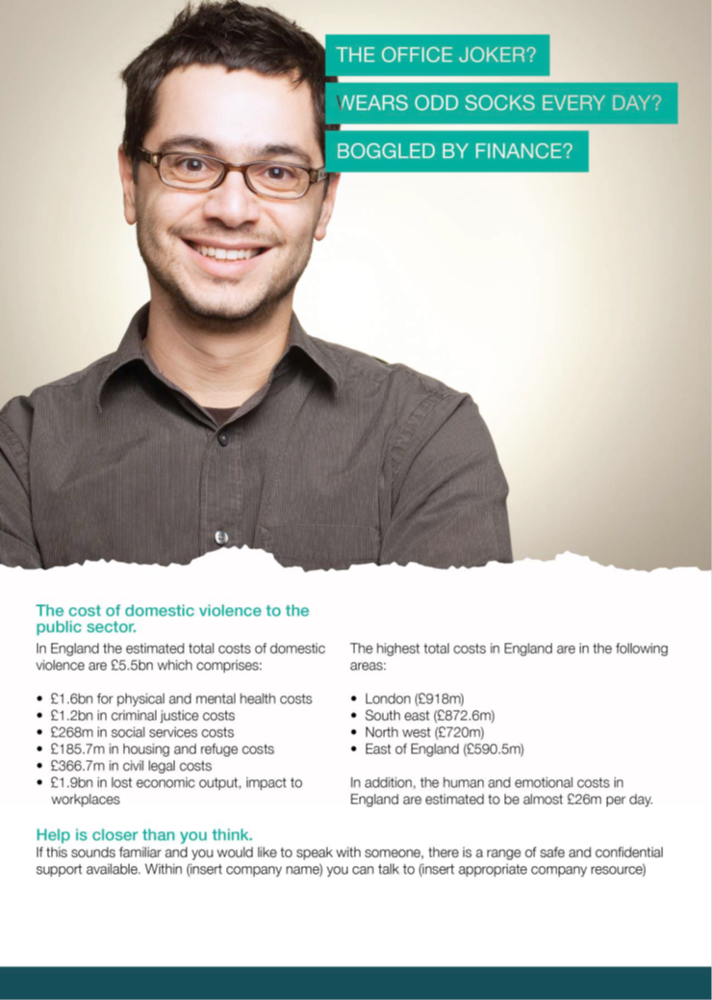 THE OFFICE JOKER?
WEARS ODD SOCKS EVERY DAY?
BOGGLED BY FINANCE?
The cost of domestic violence to the
public sector.
In England the estimated total costs of domestic
violence are £5.5bn which comprises:
• £1.6bn for physical and mental health costs
• £1.2bn in criminal justice costs
• £268m in social services costs
• £185.7m in housing and refuge costs
• £366.7m in civil legal costs
• £1.9bn in lost economic output, impact to
workplaces
The highest total costs in England are in the following
areas:
• London (£918m)
• South east (£872.6m)
• North west (£720m)
• East of England (£590.5m)
In addition, the human and emotional costs in
England are estimated to be almost £26m per day.
Help is closer than you think.
If this sounds familiar and you would like to speak with someone, there is a range of safe and confidential
support available. Within (insert company name) you can talk to (insert appropriate company resource)